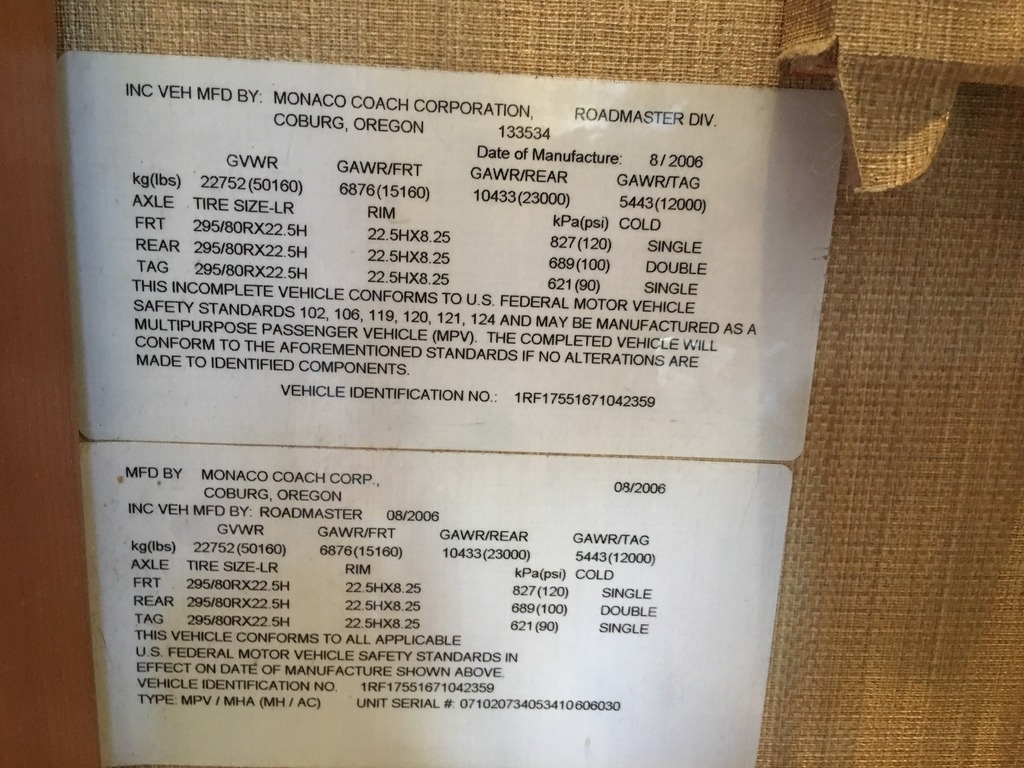 INC VEH MFD BY: MONACO COACH CORPORATION, ROADMASTER DIV.
COBURG, OREGON 133534
Date of Manufacture: 8/2006
GVWR GAWR/FRT GAWR/REAR GAWR/TAG
kg(lbs) 22752(50160) 6876(15160) 10433(23000) 5443(12000)
AXLE TIRE SIZE-LR RIM kPa(psi) COLD
FRT 295/80RX22.5H 22.5HX8.25 827(120) SINGLE
REAR 295/80RX22.5H 22.5HX8.25 689(100) DOUBLE
TAG 295/80RX22.5H 22.5HX8.25 621(90) SINGLE
THIS INCOMPLETE VEHICLE CONFORMS TO U.S. FEDERAL MOTOR VEHICLE
SAFETY STANDARDS 102, 106, 119, 120, 121, 124 AND MAY BE MANUFACTURED AS A
MULTIPURPOSE PASSENGER VEHICLE (MPV). THE COMPLETED VEHICLE WILL
CONFORM TO THE AFOREMENTIONED STANDARDS IF NO ALTERATIONS ARE
MADE TO IDENTIFIED COMPONENTS.
VEHICLE IDENTIFICATION NO.: 1RF17551671042359
MFD BY MONACO COACH CORP., 08/2006
COBURG, OREGON
INC VEH MFD BY: ROADMASTER 08/2006
GVWR GAWR/FRT GAWR/REAR GAWR/TAG
kg(lbs) 22752(50160) 6876(15160) 10433(23000) 5443(12000)
AXLE TIRE SIZE-LR RIM kPa(psi) COLD
FRT 295/80RX22.5H 22.5HX8.25 827(120) SINGLE
REAR 295/80RX22.5H 22.5HX8.25 689(100) DOUBLE
TAG 295/80RX22.5H 22.5HX8.25 621(90) SINGLE
THIS VEHICLE CONFORMS TO ALL APPLICABLE
U.S. FEDERAL MOTOR VEHICLE SAFETY STANDARDS IN
EFFECT ON DATE OF MANUFACTURE SHOWN ABOVE.
VEHICLE IDENTIFICATION NO. 1RF17551671042359
TYPE: MPV / MHA (MH / AC) UNIT SERIAL #: 071020734053410606030